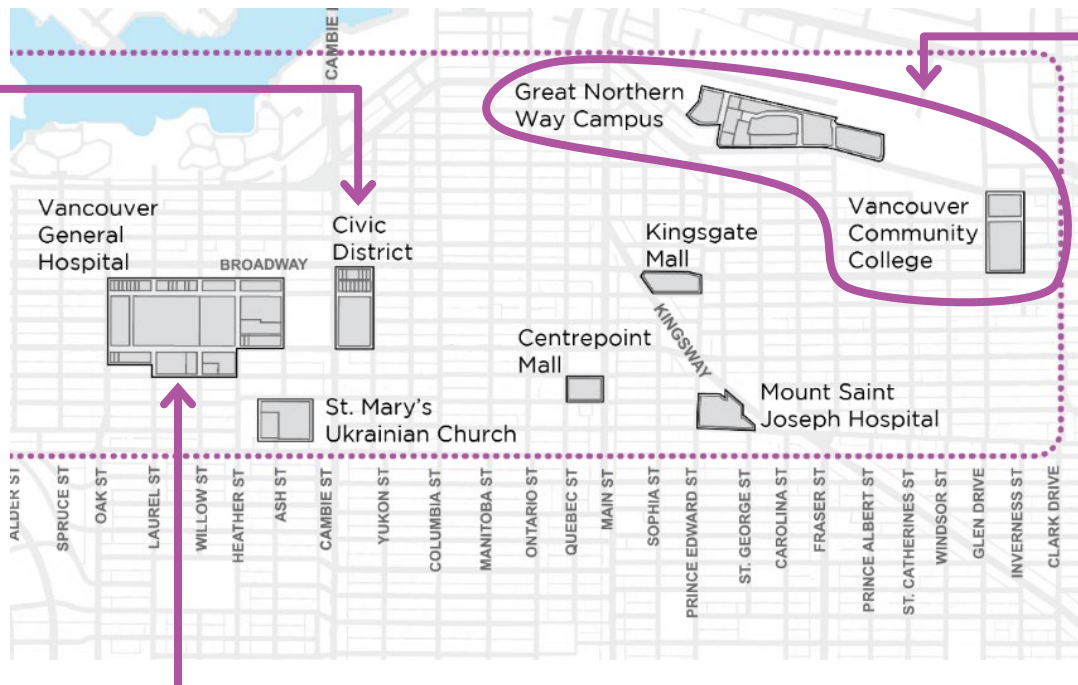 CAMBIE
Great Northern
Way Campus
Vancouver
General
Hospital
Civic
District
BROADWAY
Kingsgate
Mall
Vancouver
Community
College
KINGSWAY
Centrepoint
Mall
St. Mary's
Ukrainian Church
Mount Saint
Joseph Hospital
ALDER ST
SPRUCE ST
OAK ST
LAUREL ST
WILLOW ST
HEATHER ST
ASH ST
CAMBIE ST
YUKON ST
COLUMBIA ST
MANITOBA ST
ONTARIO ST
QUEBEC ST
MAIN ST
SOPHIA ST
PRINCE EDWARD ST
ST. GEORGE ST
CAROLINA ST
FRASER ST
PRINCE ALBERT ST
ST. CATHERINES ST
WINDSOR ST
GLEN DRIVE
INVERNESS ST
CLARK DRIVE